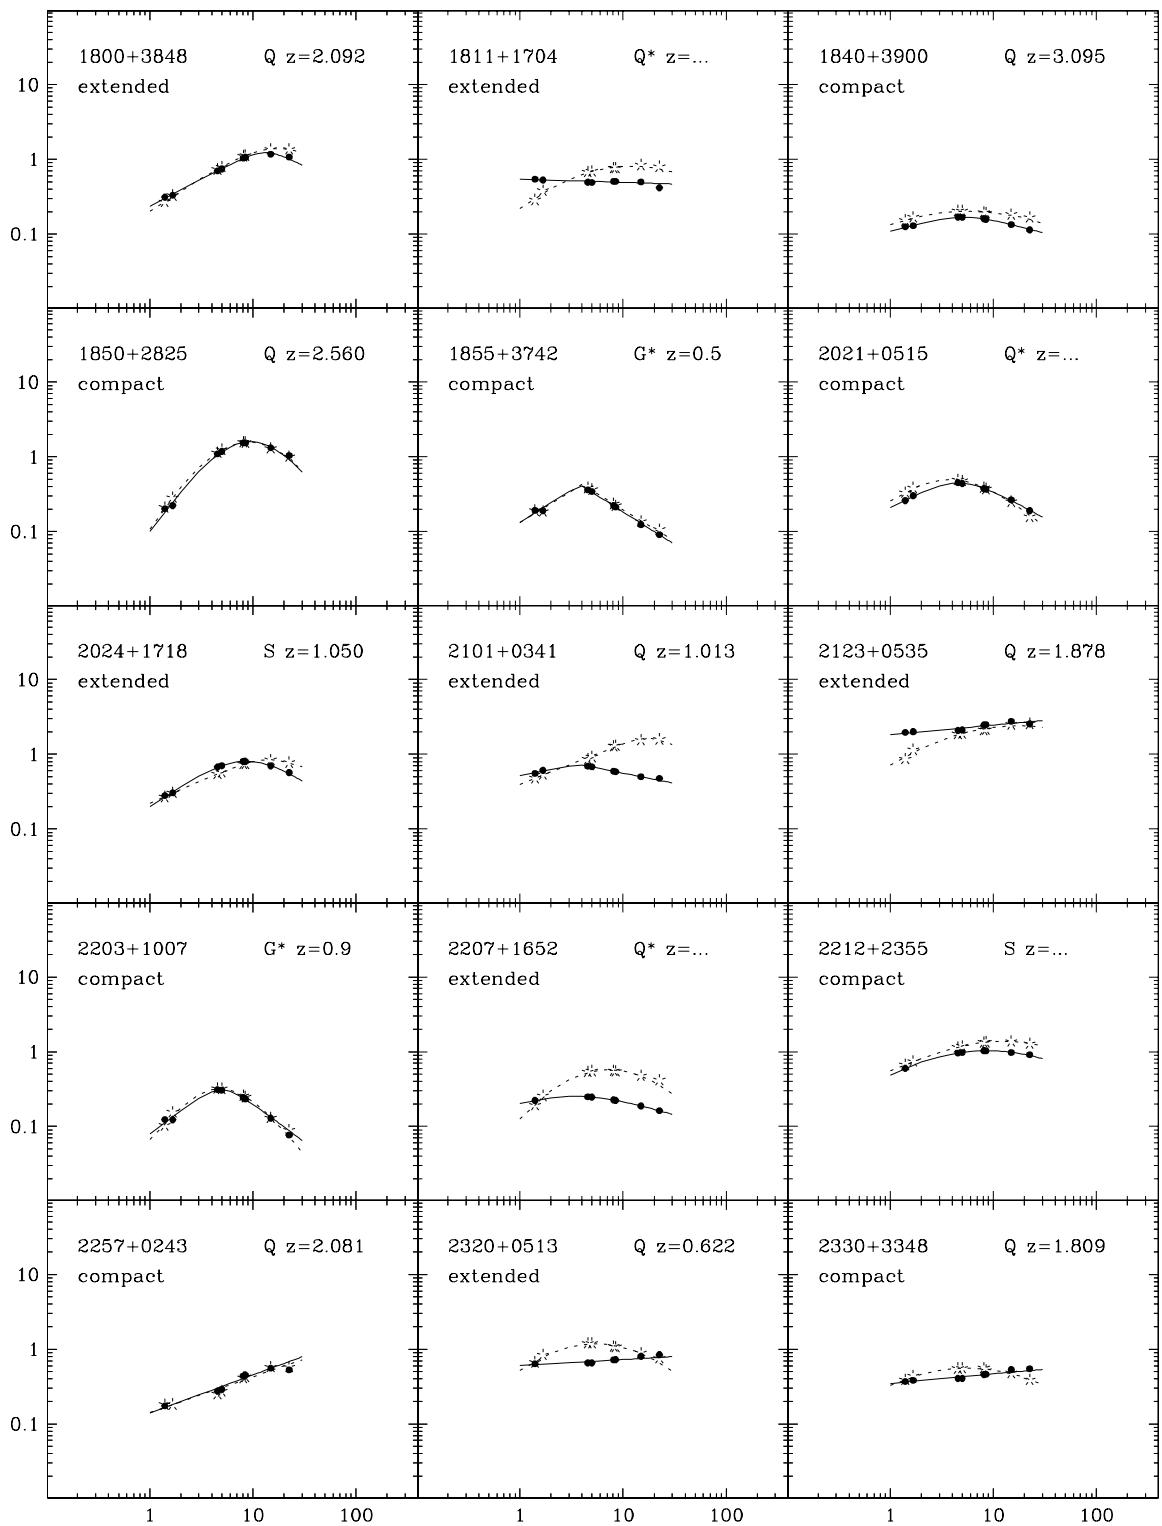 1800+3848 Q z=2.092 1811+1704 Q* z=... 1840+3900 Q z=3.095
10 extended extended compact
1
0.1
1850+2825 Q z=2.560 1855+3742 G* z=0.5 2021+0515 Q* z=...
10 compact compact compact
1
0.1
2024+1718 S z=1.050 2101+0341 Q z=1.013 2123+0535 Q z=1.878
10 extended extended extended
1
0.1
2203+1007 G* z=0.9 2207+1652 Q* z=... 2212+2355 S z=...
10 compact extended compact
1
0.1
2257+0243 Q z=2.081 2320+0513 Q z=0.622 2330+3348 Q z=1.809
10 compact extended compact
1
0.1
1 10 100 1 10 100 1 10 100